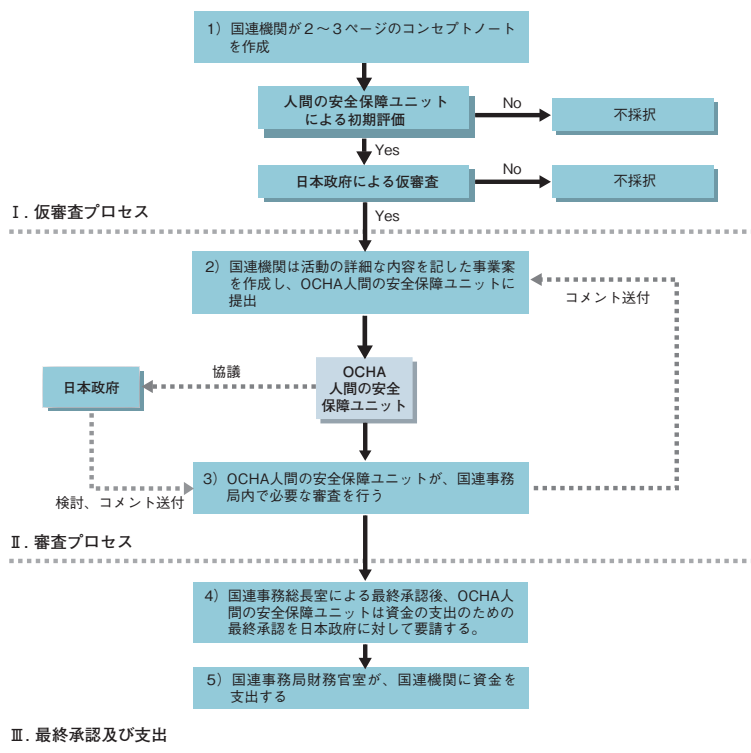 1）国連機関が２～３ページのコンセプトノート
を作成
人間の安全保障ユニット
による初期評価
No
不採択
Yes
日本政府による仮審査
No
不採択
Ⅰ. 仮審査プロセス
Yes
2）国連機関は活動の詳細な内容を記した事業案
を作成し、OCHA人間の安全保障ユニットに
提出
コメント送付
OCHA
人間の安全
保障ユニット
協議
日本政府
3）OCHA人間の安全保障ユニットが、国連事務
局内で必要な審査を行う
検討、コメント送付
Ⅱ. 審査プロセス
4）国連事務総長室による最終承認後、OCHA人
間の安全保障ユニットは資金の支出のための
最終承認を日本政府に対して要請する。
5）国連事務局財務官室が、国連機関に資金を
支出する
Ⅲ. 最終承認及び支出